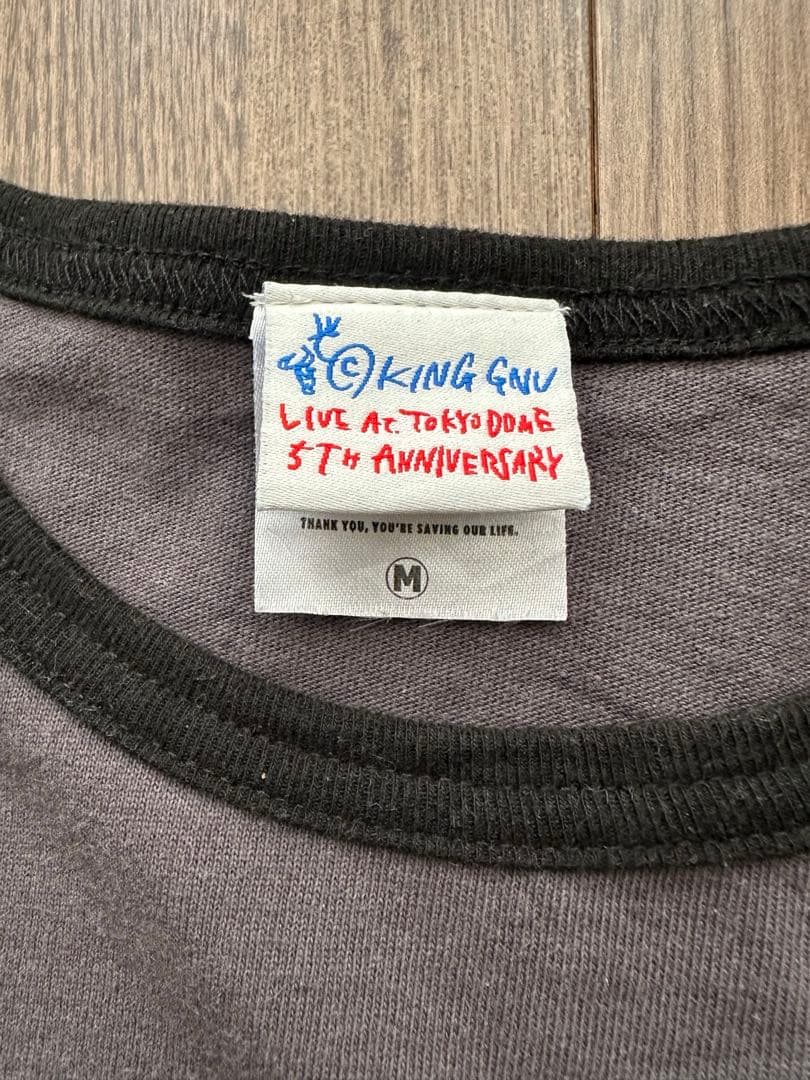 ©KING GNU
LIVE AT. TOKYO DOME
5TH ANNIVERSARY
THANK YOU, YOU'RE SAVING OUR LIFE.
M